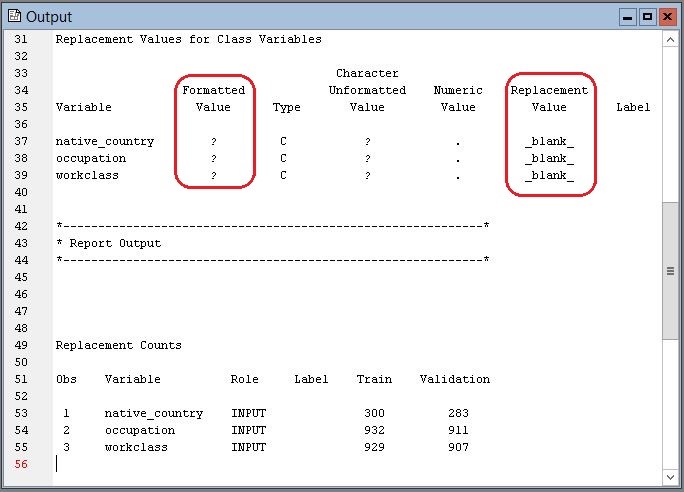 Output
31 Replacement Values for Class Variables
32
33 Character
34 Formatted Unformatted Numeric Replacement
35 Variable Value Type Value Value Value Label
36
37 native_country ? C ? . _blank_
38 occupation ? C ? . _blank_
39 workclass ? C ? . _blank_
40
41
42 *------------------------------------------------------------*
43 * Report Output
44 *------------------------------------------------------------*
45
46
47
48
49 Replacement Counts
50
51 Obs Variable Role Label Train Validation
52
53 1 native_country INPUT 300 283
54 2 occupation INPUT 932 911
55 3 workclass INPUT 929 907
56